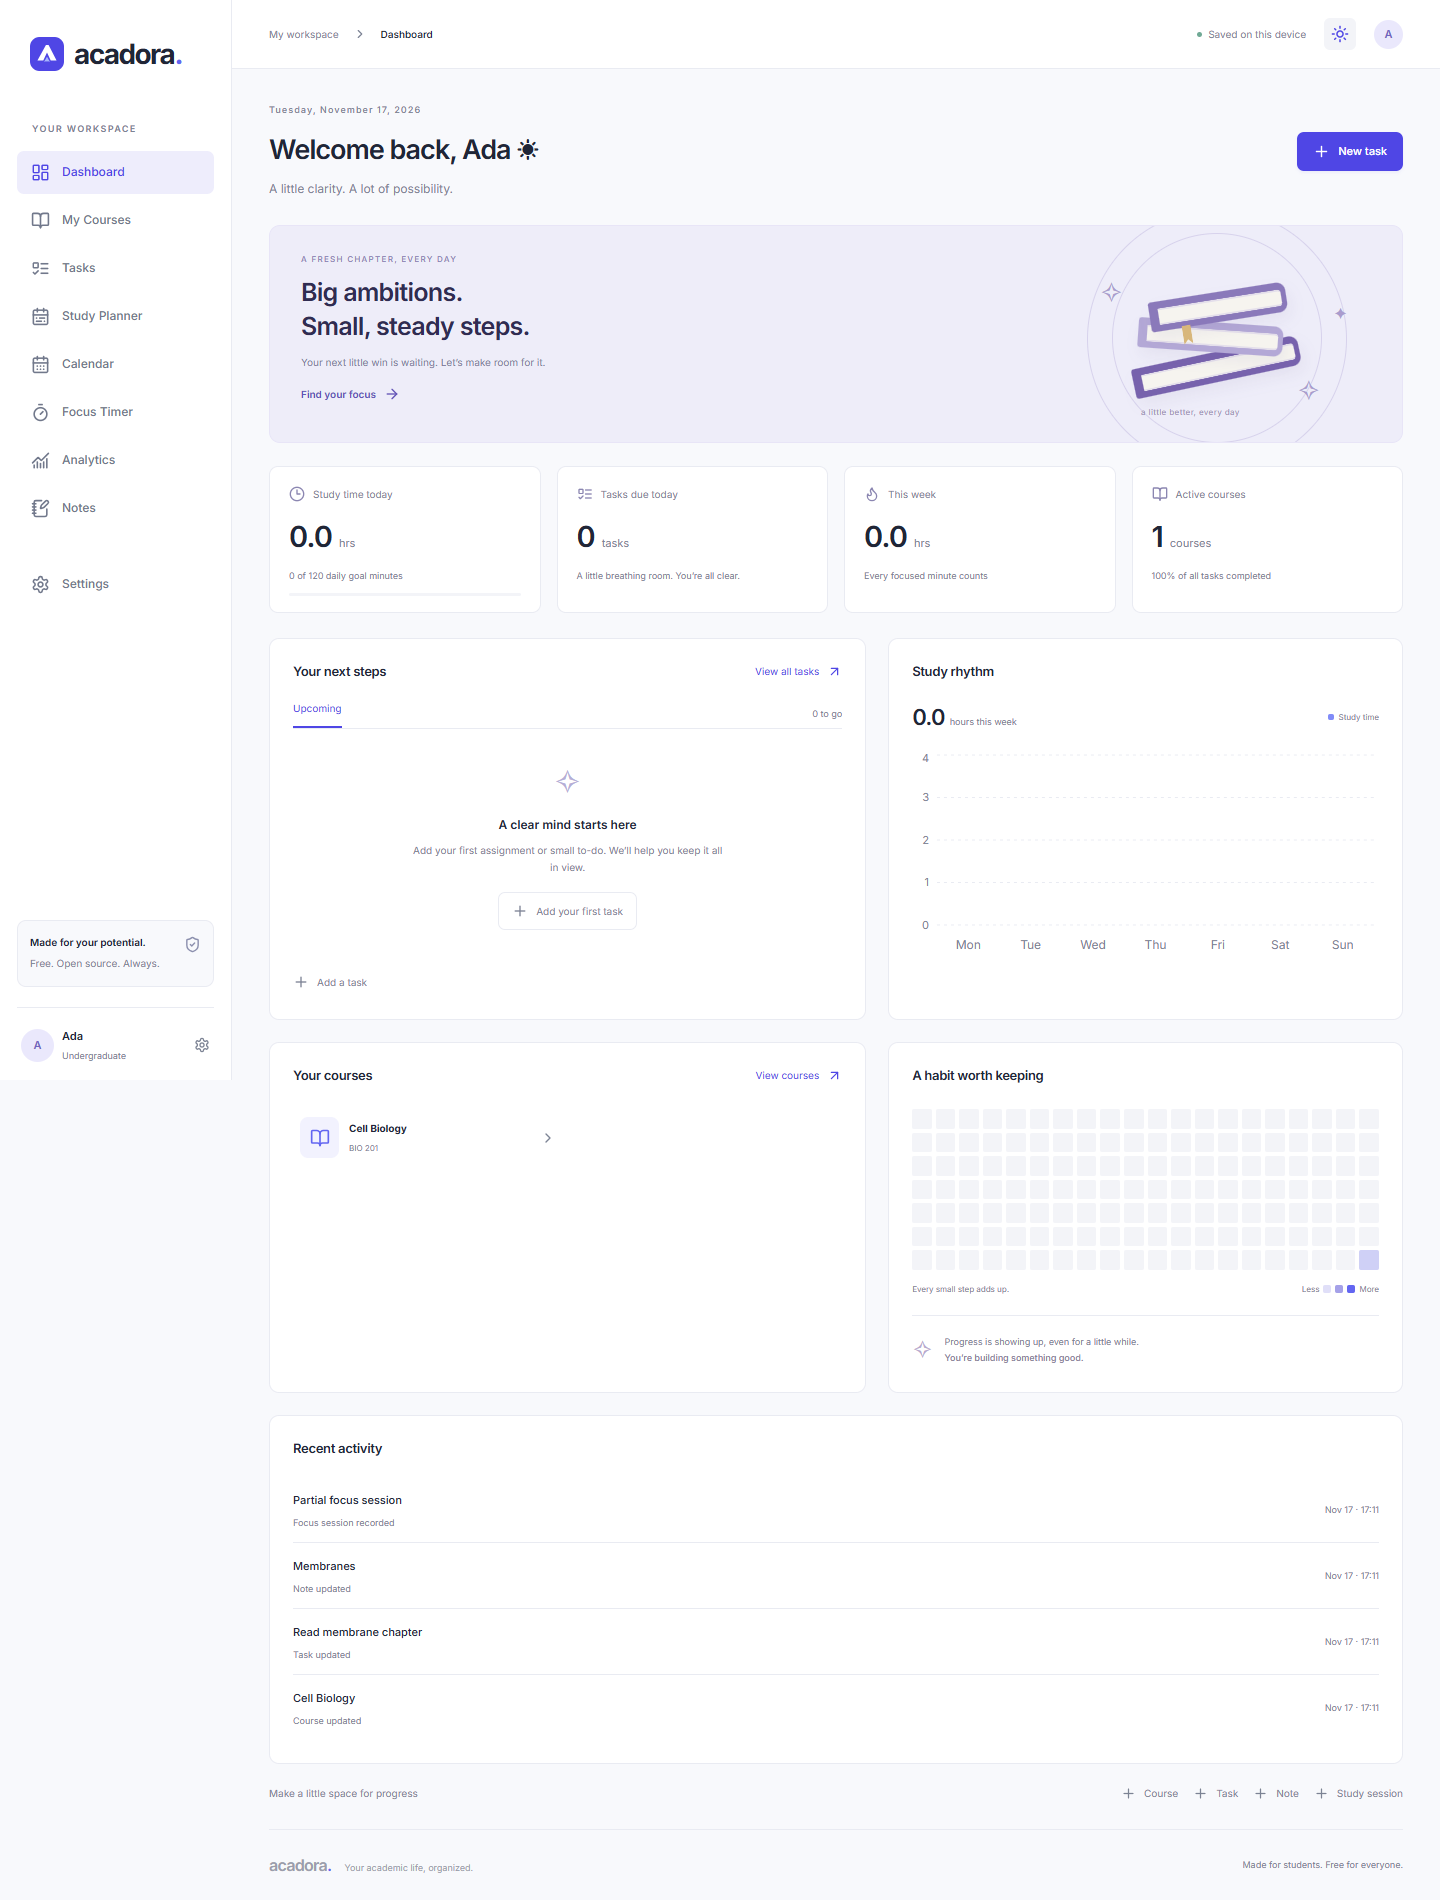 acadora.
YOUR WORKSPACE
Dashboard
My Courses
Tasks
Study Planner
Calendar
Focus Timer
Analytics
Notes
Settings
Made for your potential.
Free. Open source. Always.
A
Ada
Undergraduate
My workspace
Dashboard
Saved on this device
A
Tuesday, November 17, 2026
Welcome back, Ada ☀
New task
A little clarity. A lot of possibility.
A FRESH CHAPTER, EVERY DAY
Big ambitions.
Small, steady steps.
Your next little win is waiting. Let's make room for it.
Find your focus
a little better, every day
Study time today
0.0 hrs
0 of 120 daily goal minutes
Tasks due today
0 tasks
A little breathing room. You're all clear.
This week
0.0 hrs
Every focused minute counts
Active courses
1 courses
100% of all tasks completed
Your next steps
View all tasks
Upcoming
0 to go
A clear mind starts here
Add your first assignment or small to-do. We'll help you keep it all
in view.
Add your first task
Add a task
Study rhythm
0.0 hours this week
Study time
4
3
2
1
0
Mon Tue Wed Thu Fri Sat Sun
Your courses
View courses
Cell Biology
BIO 201
A habit worth keeping
Every small step adds up.
Less
More
Progress is showing up, even for a little while.
You're building something good.
Recent activity
Partial focus session
Focus session recorded
Nov 17 · 17:11
Membranes
Note updated
Nov 17 · 17:11
Read membrane chapter
Task updated
Nov 17 · 17:11
Cell Biology
Course updated
Nov 17 · 17:11
Make a little space for progress
Course
Task
Note
Study session
acadora.
Your academic life, organized.
Made for students. Free for everyone.